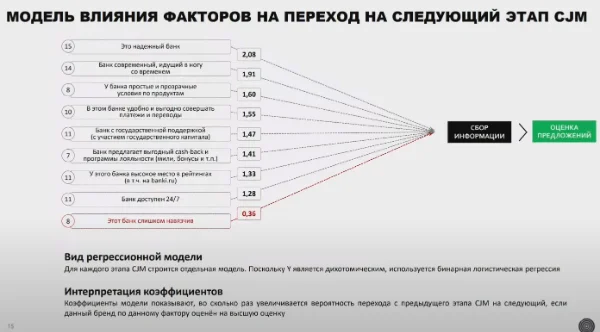 МОДЕЛЬ ВЛИЯНИЯ ФАКТОРОВ НА ПЕРЕХОД НА СЛЕДУЮЩИЙ ЭТАП CJM
15 Это надежный банк 2,08
14 Банк современный, идущий в ногу
со временем 1,91
8 У банка простые и прозрачные
условия по продуктам 1,60
10 В этом банке удобно и выгодно совершать
платежи и переводы 1,55
11 Банк с государственной поддержкой
(с участием государственного капитала) 1,47
7 Банк предлагает выгодный cash-back и
программы лояльности (мили, бонусы и т.п.) 1,41
11 У этого банка высокое место в рейтингах
(в т.ч. на banki.ru) 1,33
11 Банк доступен 24/7 1,28
8 Этот банк слишком навязчив 0,36
СБОР
ИНФОРМАЦИИ
ОЦЕНКА
ПРЕДЛОЖЕНИЙ
Вид регрессионной модели
Для каждого этапа CJM строится отдельная модель. Поскольку Y является дихотомическим, используется бинарная логистическая регрессия
Интерпретация коэффициентов
Коэффициенты модели показывают, во сколько раз увеличивается вероятность перехода с предыдущего этапа CJM на следующий, если
данный бренд по данному фактору оценён на высшую оценку